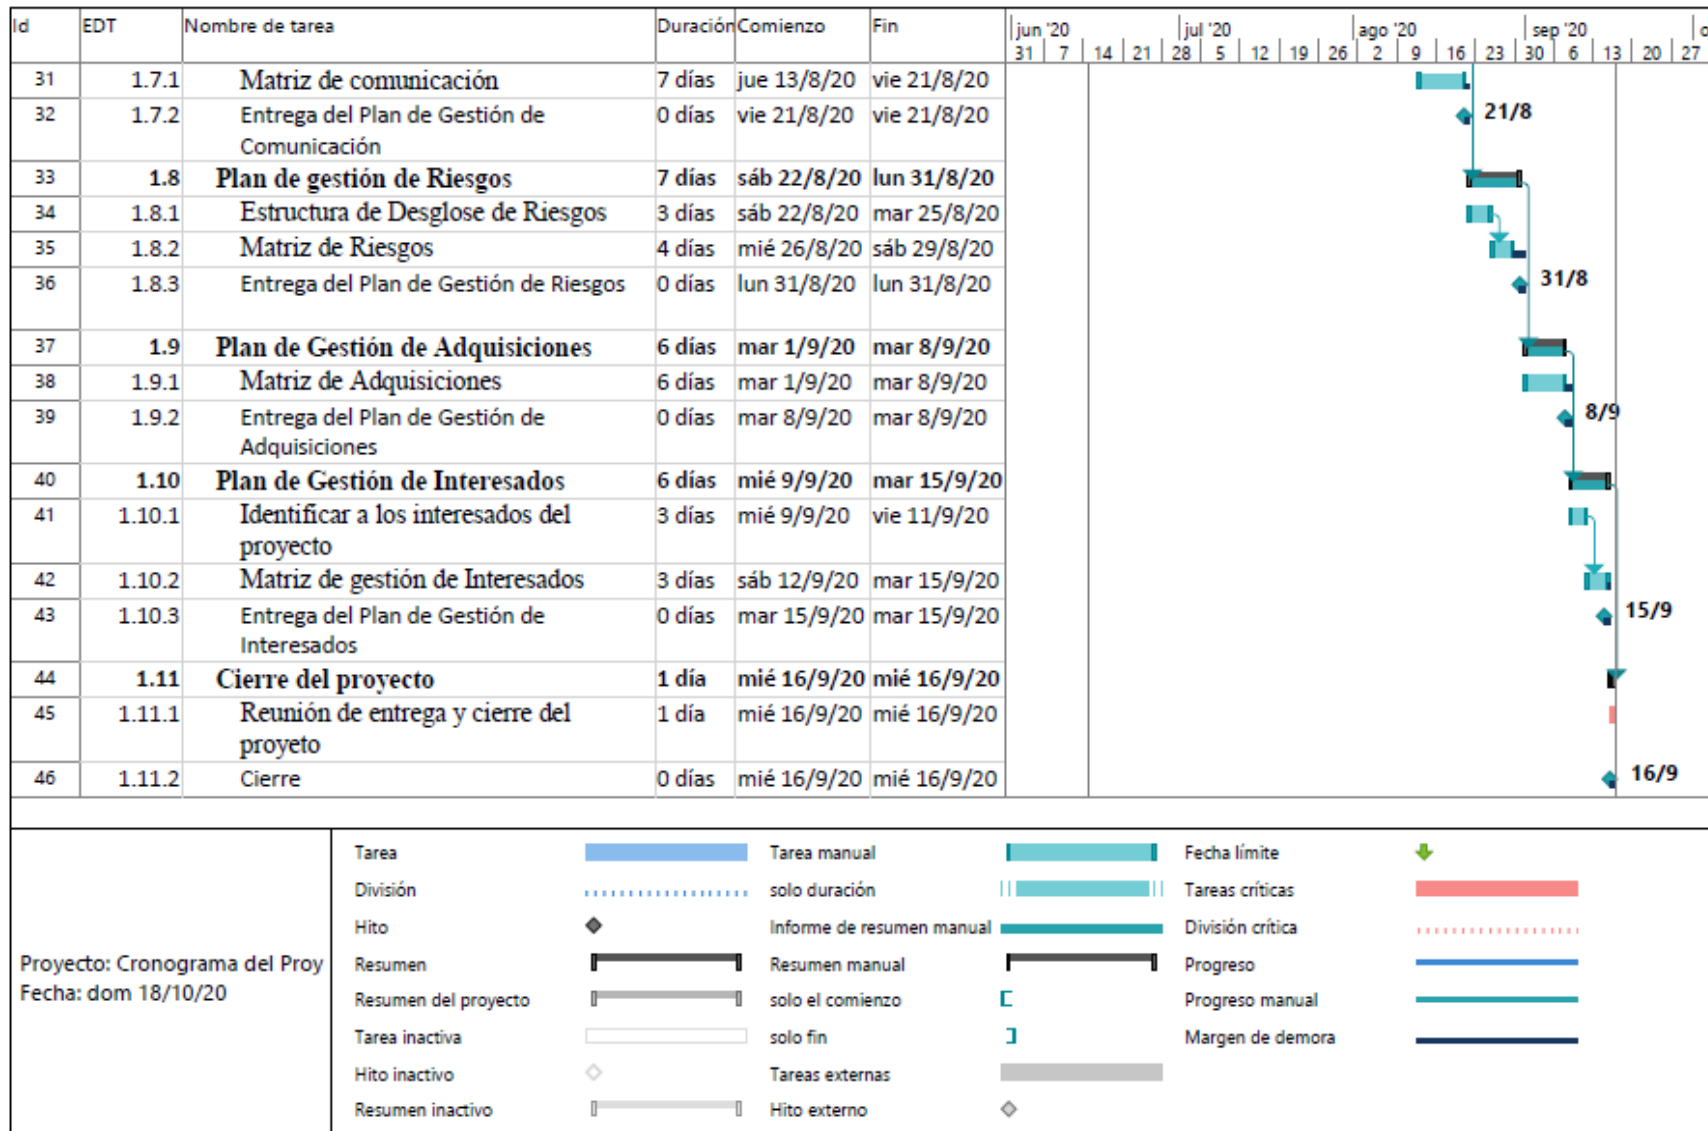 Id EDT Nombre de tarea Duración Comienzo Fin jun '20 jul '20 ago '20 sep '20 o
31 7 14 21 28 5 12 19 26 2 9 16 23 30 6 13 20 27
31 1.7.1 Matriz de comunicación 7 días jue 13/8/20 vie 21/8/20
32 1.7.2 Entrega del Plan de Gestión de 0 días vie 21/8/20 vie 21/8/20 21/8
Comunicación
33 1.8 Plan de gestión de Riesgos 7 días sáb 22/8/20 lun 31/8/20
34 1.8.1 Estructura de Desglose de Riesgos 3 días sáb 22/8/20 mar 25/8/20
35 1.8.2 Matriz de Riesgos 4 días mié 26/8/20 sáb 29/8/20
36 1.8.3 Entrega del Plan de Gestión de Riesgos 0 días lun 31/8/20 lun 31/8/20 31/8
37 1.9 Plan de Gestión de Adquisiciones 6 días mar 1/9/20 mar 8/9/20
38 1.9.1 Matriz de Adquisiciones 6 días mar 1/9/20 mar 8/9/20
39 1.9.2 Entrega del Plan de Gestión de 0 días mar 8/9/20 mar 8/9/20 8/9
Adquisiciones
40 1.10 Plan de Gestión de Interesados 6 días mié 9/9/20 mar 15/9/20
41 1.10.1 Identificar a los interesados del 3 días mié 9/9/20 vie 11/9/20
proyecto
42 1.10.2 Matriz de gestión de Interesados 3 días sáb 12/9/20 mar 15/9/20
43 1.10.3 Entrega del Plan de Gestión de 0 días mar 15/9/20 mar 15/9/20 15/9
Interesados
44 1.11 Cierre del proyecto 1 día mié 16/9/20 mié 16/9/20
45 1.11.1 Reunión de entrega y cierre del 1 día mié 16/9/20 mié 16/9/20
proyeto
46 1.11.2 Cierre 0 días mié 16/9/20 mié 16/9/20 16/9
Proyecto: Cronograma del Proy
Fecha: dom 18/10/20
Tarea Tarea manual Fecha límite
División solo duración Tareas críticas
Hito Informe de resumen manual División crítica
Resumen Resumen manual Progreso
Resumen del proyecto solo el comienzo Progreso manual
Tarea inactiva solo fin Margen de demora
Hito inactivo Tareas externas
Resumen inactivo Hito externo